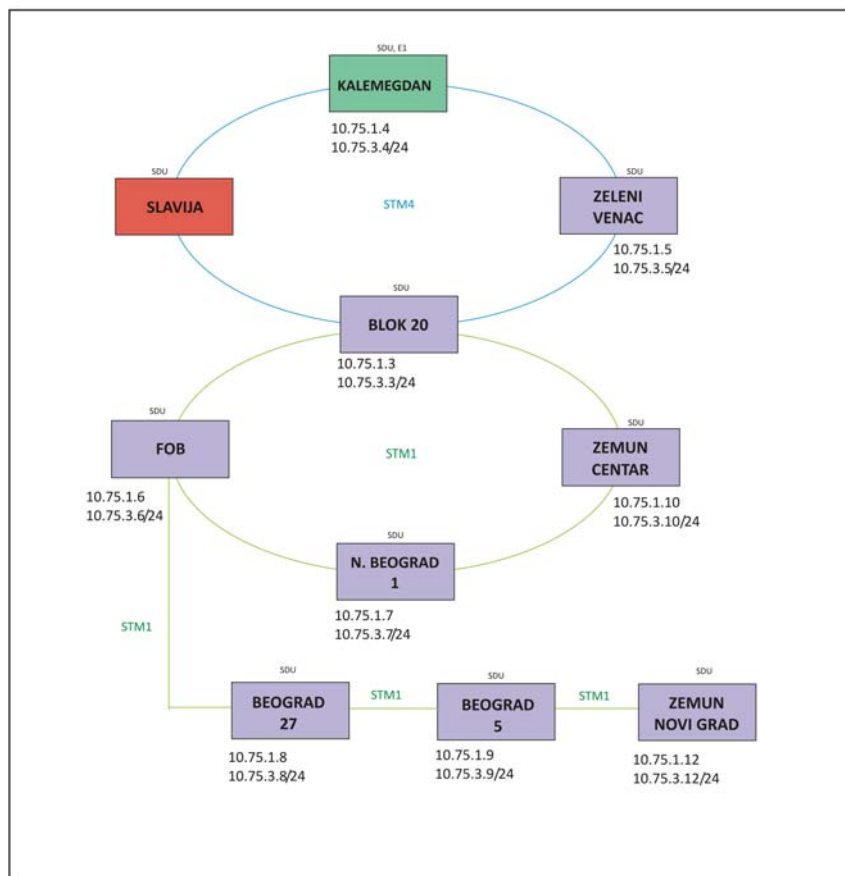 SDU, E1
KALEMEGDAN
10.75.1.4
10.75.3.4/24
SDU
SLAVIJA
STM4
SDU
ZELENI
VENAC
10.75.1.5
10.75.3.5/24
SDU
BLOK 20
10.75.1.3
10.75.3.3/24
SDU
FOB
10.75.1.6
10.75.3.6/24
STM1
SDU
ZEMUN
CENTAR
10.75.1.10
10.75.3.10/24
SDU
N. BEOGRAD
1
10.75.1.7
10.75.3.7/24
STM1
SDU
BEOGRAD
27
10.75.1.8
10.75.3.8/24
STM1
SDU
BEOGRAD
5
10.75.1.9
10.75.3.9/24
STM1
SDU
ZEMUN
NOVI GRAD
10.75.1.12
10.75.3.12/24